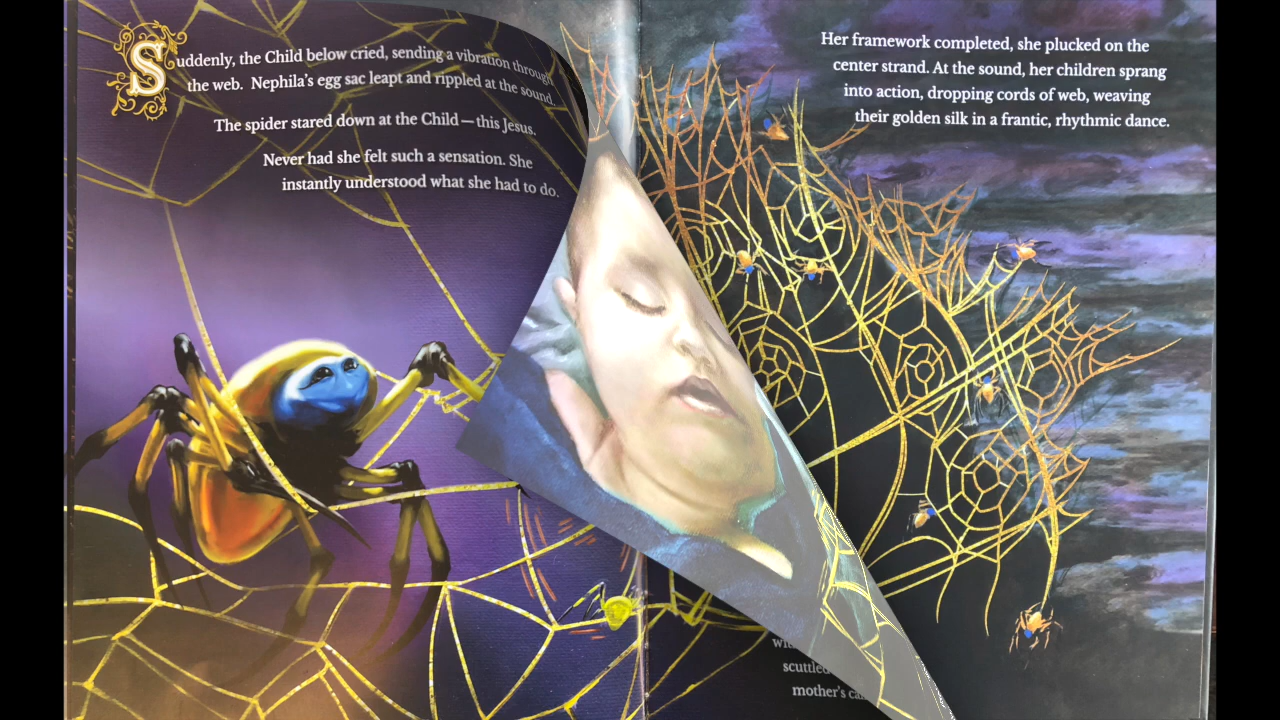 Suddenly, the Child below cried, sending a vibration through
the web. Nephila's egg sac leapt and rippled at the sound.
The spider stared down at the Child—this Jesus.
Never had she felt such a sensation. She
instantly understood what she had to do.
Her framework completed, she plucked on the
center strand. At the sound, her children sprang
into action, dropping cords of web, weaving
their golden silk in a frantic, rhythmic dance.
scuttled
mother's